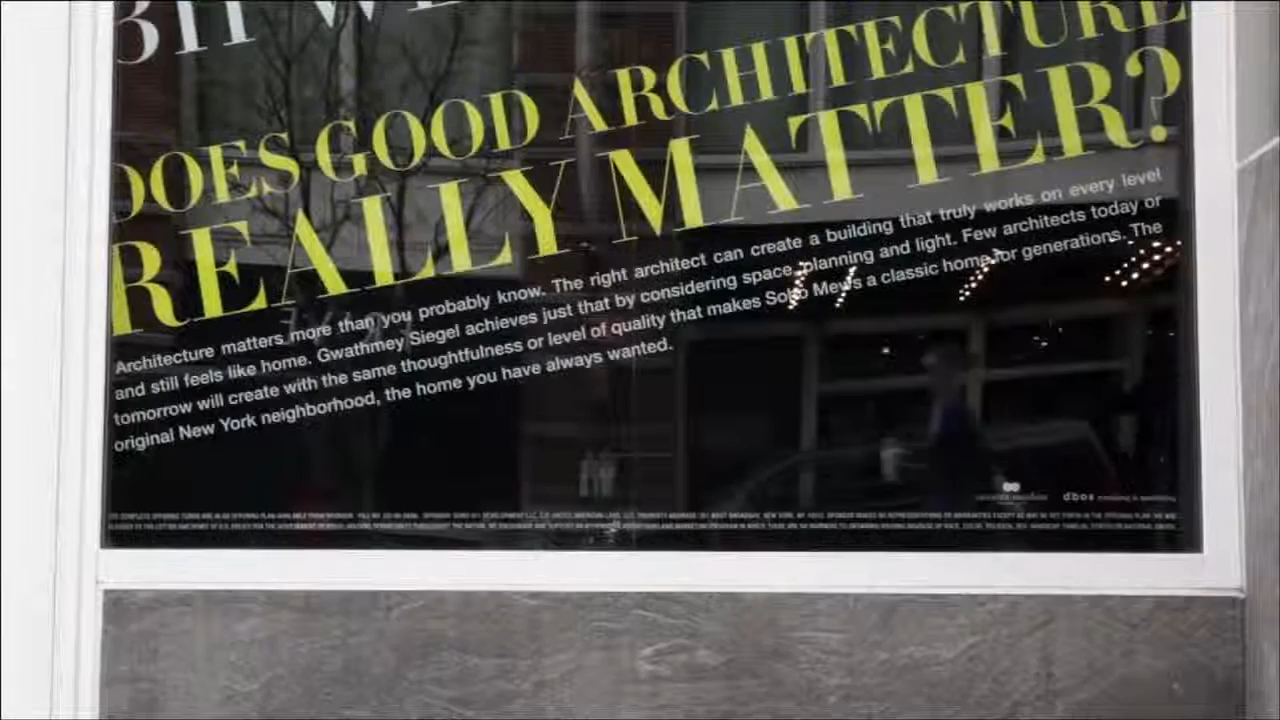 DOES GOOD ARCHITECTURE
REALLY MATTER?
Architecture matters more than you probably know. The right architect can create a building that truly works on every level
and still feels like home. Gwathmey Siegel achieves just that by considering space, planning and light. Few architects today or
tomorrow will create with the same thoughtfulness or level of quality that makes Soho Mews a classic home for generations. The
original New York neighborhood, the home you have always wanted.
dbox